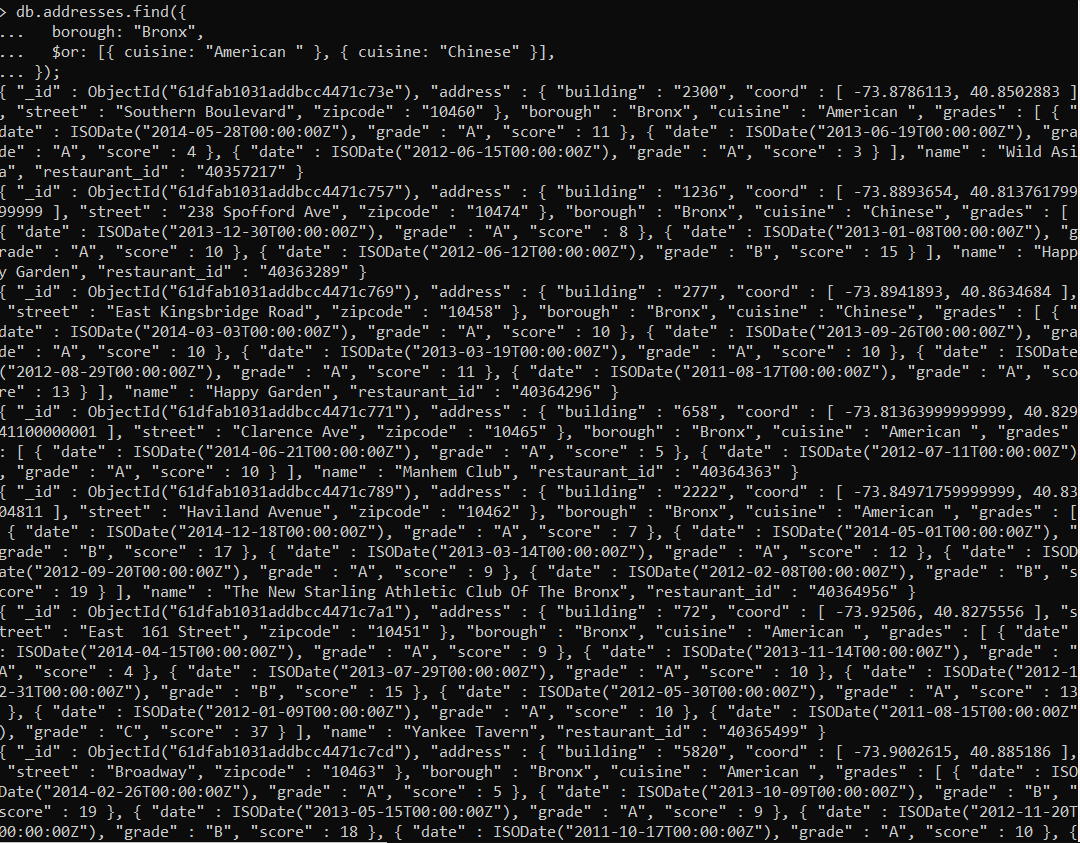 > db.addresses.find({
...   borough: "Bronx",
...   $or: [{ cuisine: "American " }, { cuisine: "Chinese" }],
... });
{ "_id" : ObjectId("61dfab1031addbcc4471c73e"), "address" : { "building" : "2300", "coord" : [ -73.8786113, 40.8502883 ]
, "street" : "Southern Boulevard", "zipcode" : "10460" }, "borough" : "Bronx", "cuisine" : "American ", "grades" : [ { "
date" : ISODate("2014-05-28T00:00:00Z"), "grade" : "A", "score" : 11 }, { "date" : ISODate("2013-06-19T00:00:00Z"), "gra
de" : "A", "score" : 4 }, { "date" : ISODate("2012-06-15T00:00:00Z"), "grade" : "A", "score" : 3 } ], "name" : "Wild Asi
a", "restaurant_id" : "40357217" }
{ "_id" : ObjectId("61dfab1031addbcc4471c757"), "address" : { "building" : "1236", "coord" : [ -73.8893654, 40.813761799
99999 ], "street" : "238 Spofford Ave", "zipcode" : "10474" }, "borough" : "Bronx", "cuisine" : "Chinese", "grades" : [
{ "date" : ISODate("2013-12-30T00:00:00Z"), "grade" : "A", "score" : 8 }, { "date" : ISODate("2013-01-08T00:00:00Z"), "g
rade" : "A", "score" : 10 }, { "date" : ISODate("2012-06-12T00:00:00Z"), "grade" : "B", "score" : 15 } ], "name" : "Happ
y Garden", "restaurant_id" : "40363289" }
{ "_id" : ObjectId("61dfab1031addbcc4471c769"), "address" : { "building" : "277", "coord" : [ -73.8941893, 40.8634684 ],
"street" : "East Kingsbridge Road", "zipcode" : "10458" }, "borough" : "Bronx", "cuisine" : "Chinese", "grades" : [ { "
date" : ISODate("2014-03-03T00:00:00Z"), "grade" : "A", "score" : 10 }, { "date" : ISODate("2013-09-26T00:00:00Z"), "gra
de" : "A", "score" : 10 }, { "date" : ISODate("2013-03-19T00:00:00Z"), "grade" : "A", "score" : 10 }, { "date" : ISODate
("2012-08-29T00:00:00Z"), "grade" : "A", "score" : 11 }, { "date" : ISODate("2011-08-17T00:00:00Z"), "grade" : "A", "sco
re" : 13 } ], "name" : "Happy Garden", "restaurant_id" : "40364296" }
{ "_id" : ObjectId("61dfab1031addbcc4471c771"), "address" : { "building" : "658", "coord" : [ -73.81363999999999, 40.829
41100000001 ], "street" : "Clarence Ave", "zipcode" : "10465" }, "borough" : "Bronx", "cuisine" : "American ", "grades"
: [ { "date" : ISODate("2014-06-21T00:00:00Z"), "grade" : "A", "score" : 5 }, { "date" : ISODate("2012-07-11T00:00:00Z")
, "grade" : "A", "score" : 10 } ], "name" : "Manhem Club", "restaurant_id" : "40364363" }
{ "_id" : ObjectId("61dfab1031addbcc4471c789"), "address" : { "building" : "2222", "coord" : [ -73.84971759999999, 40.83
04811 ], "street" : "Haviland Avenue", "zipcode" : "10462" }, "borough" : "Bronx", "cuisine" : "American ", "grades" : [
{ "date" : ISODate("2014-12-18T00:00:00Z"), "grade" : "A", "score" : 7 }, { "date" : ISODate("2014-05-01T00:00:00Z"), "
grade" : "B", "score" : 17 }, { "date" : ISODate("2013-03-14T00:00:00Z"), "grade" : "A", "score" : 12 }, { "date" : ISOD
ate("2012-09-20T00:00:00Z"), "grade" : "A", "score" : 9 }, { "date" : ISODate("2012-02-08T00:00:00Z"), "grade" : "B", "s
core" : 19 } ], "name" : "The New Starling Athletic Club Of The Bronx", "restaurant_id" : "40364956" }
{ "_id" : ObjectId("61dfab1031addbcc4471c7a1"), "address" : { "building" : "72", "coord" : [ -73.92506, 40.8275556 ], "s
treet" : "East  161 Street", "zipcode" : "10451" }, "borough" : "Bronx", "cuisine" : "American ", "grades" : [ { "date"
: ISODate("2014-04-15T00:00:00Z"), "grade" : "A", "score" : 9 }, { "date" : ISODate("2013-11-14T00:00:00Z"), "grade" : "
A", "score" : 4 }, { "date" : ISODate("2013-07-29T00:00:00Z"), "grade" : "A", "score" : 10 }, { "date" : ISODate("2012-1
2-31T00:00:00Z"), "grade" : "B", "score" : 15 }, { "date" : ISODate("2012-05-30T00:00:00Z"), "grade" : "A", "score" : 13
}, { "date" : ISODate("2012-01-09T00:00:00Z"), "grade" : "A", "score" : 10 }, { "date" : ISODate("2011-08-15T00:00:00Z"
), "grade" : "C", "score" : 37 } ], "name" : "Yankee Tavern", "restaurant_id" : "40365499" }
{ "_id" : ObjectId("61dfab1031addbcc4471c7cd"), "address" : { "building" : "5820", "coord" : [ -73.9002615, 40.885186 ],
"street" : "Broadway", "zipcode" : "10463" }, "borough" : "Bronx", "cuisine" : "American ", "grades" : [ { "date" : ISO
Date("2014-02-26T00:00:00Z"), "grade" : "A", "score" : 5 }, { "date" : ISODate("2013-10-09T00:00:00Z"), "grade" : "B", "
score" : 19 }, { "date" : ISODate("2013-05-15T00:00:00Z"), "grade" : "A", "score" : 9 }, { "date" : ISODate("2012-11-20T
00:00:00Z"), "grade" : "B", "score" : 18 }, { "date" : ISODate("2011-10-17T00:00:00Z"), "grade" : "A", "score" : 10 }, {